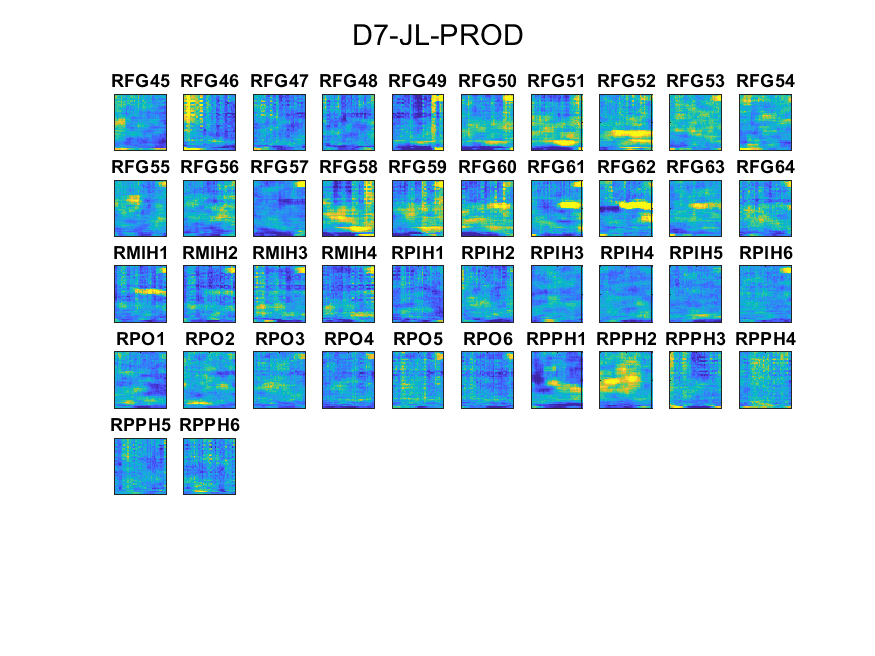 D7-JL-PROD
RFG45 RFG46 RFG47 RFG48 RFG49 RFG50 RFG51 RFG52 RFG53 RFG54
RFG55 RFG56 RFG57 RFG58 RFG59 RFG60 RFG61 RFG62 RFG63 RFG64
RMIH1 RMIH2 RMIH3 RMIH4 RPIH1 RPIH2 RPIH3 RPIH4 RPIH5 RPIH6
RPO1 RPO2 RPO3 RPO4 RPO5 RPO6 RPPH1 RPPH2 RPPH3 RPPH4
RPPH5 RPPH6